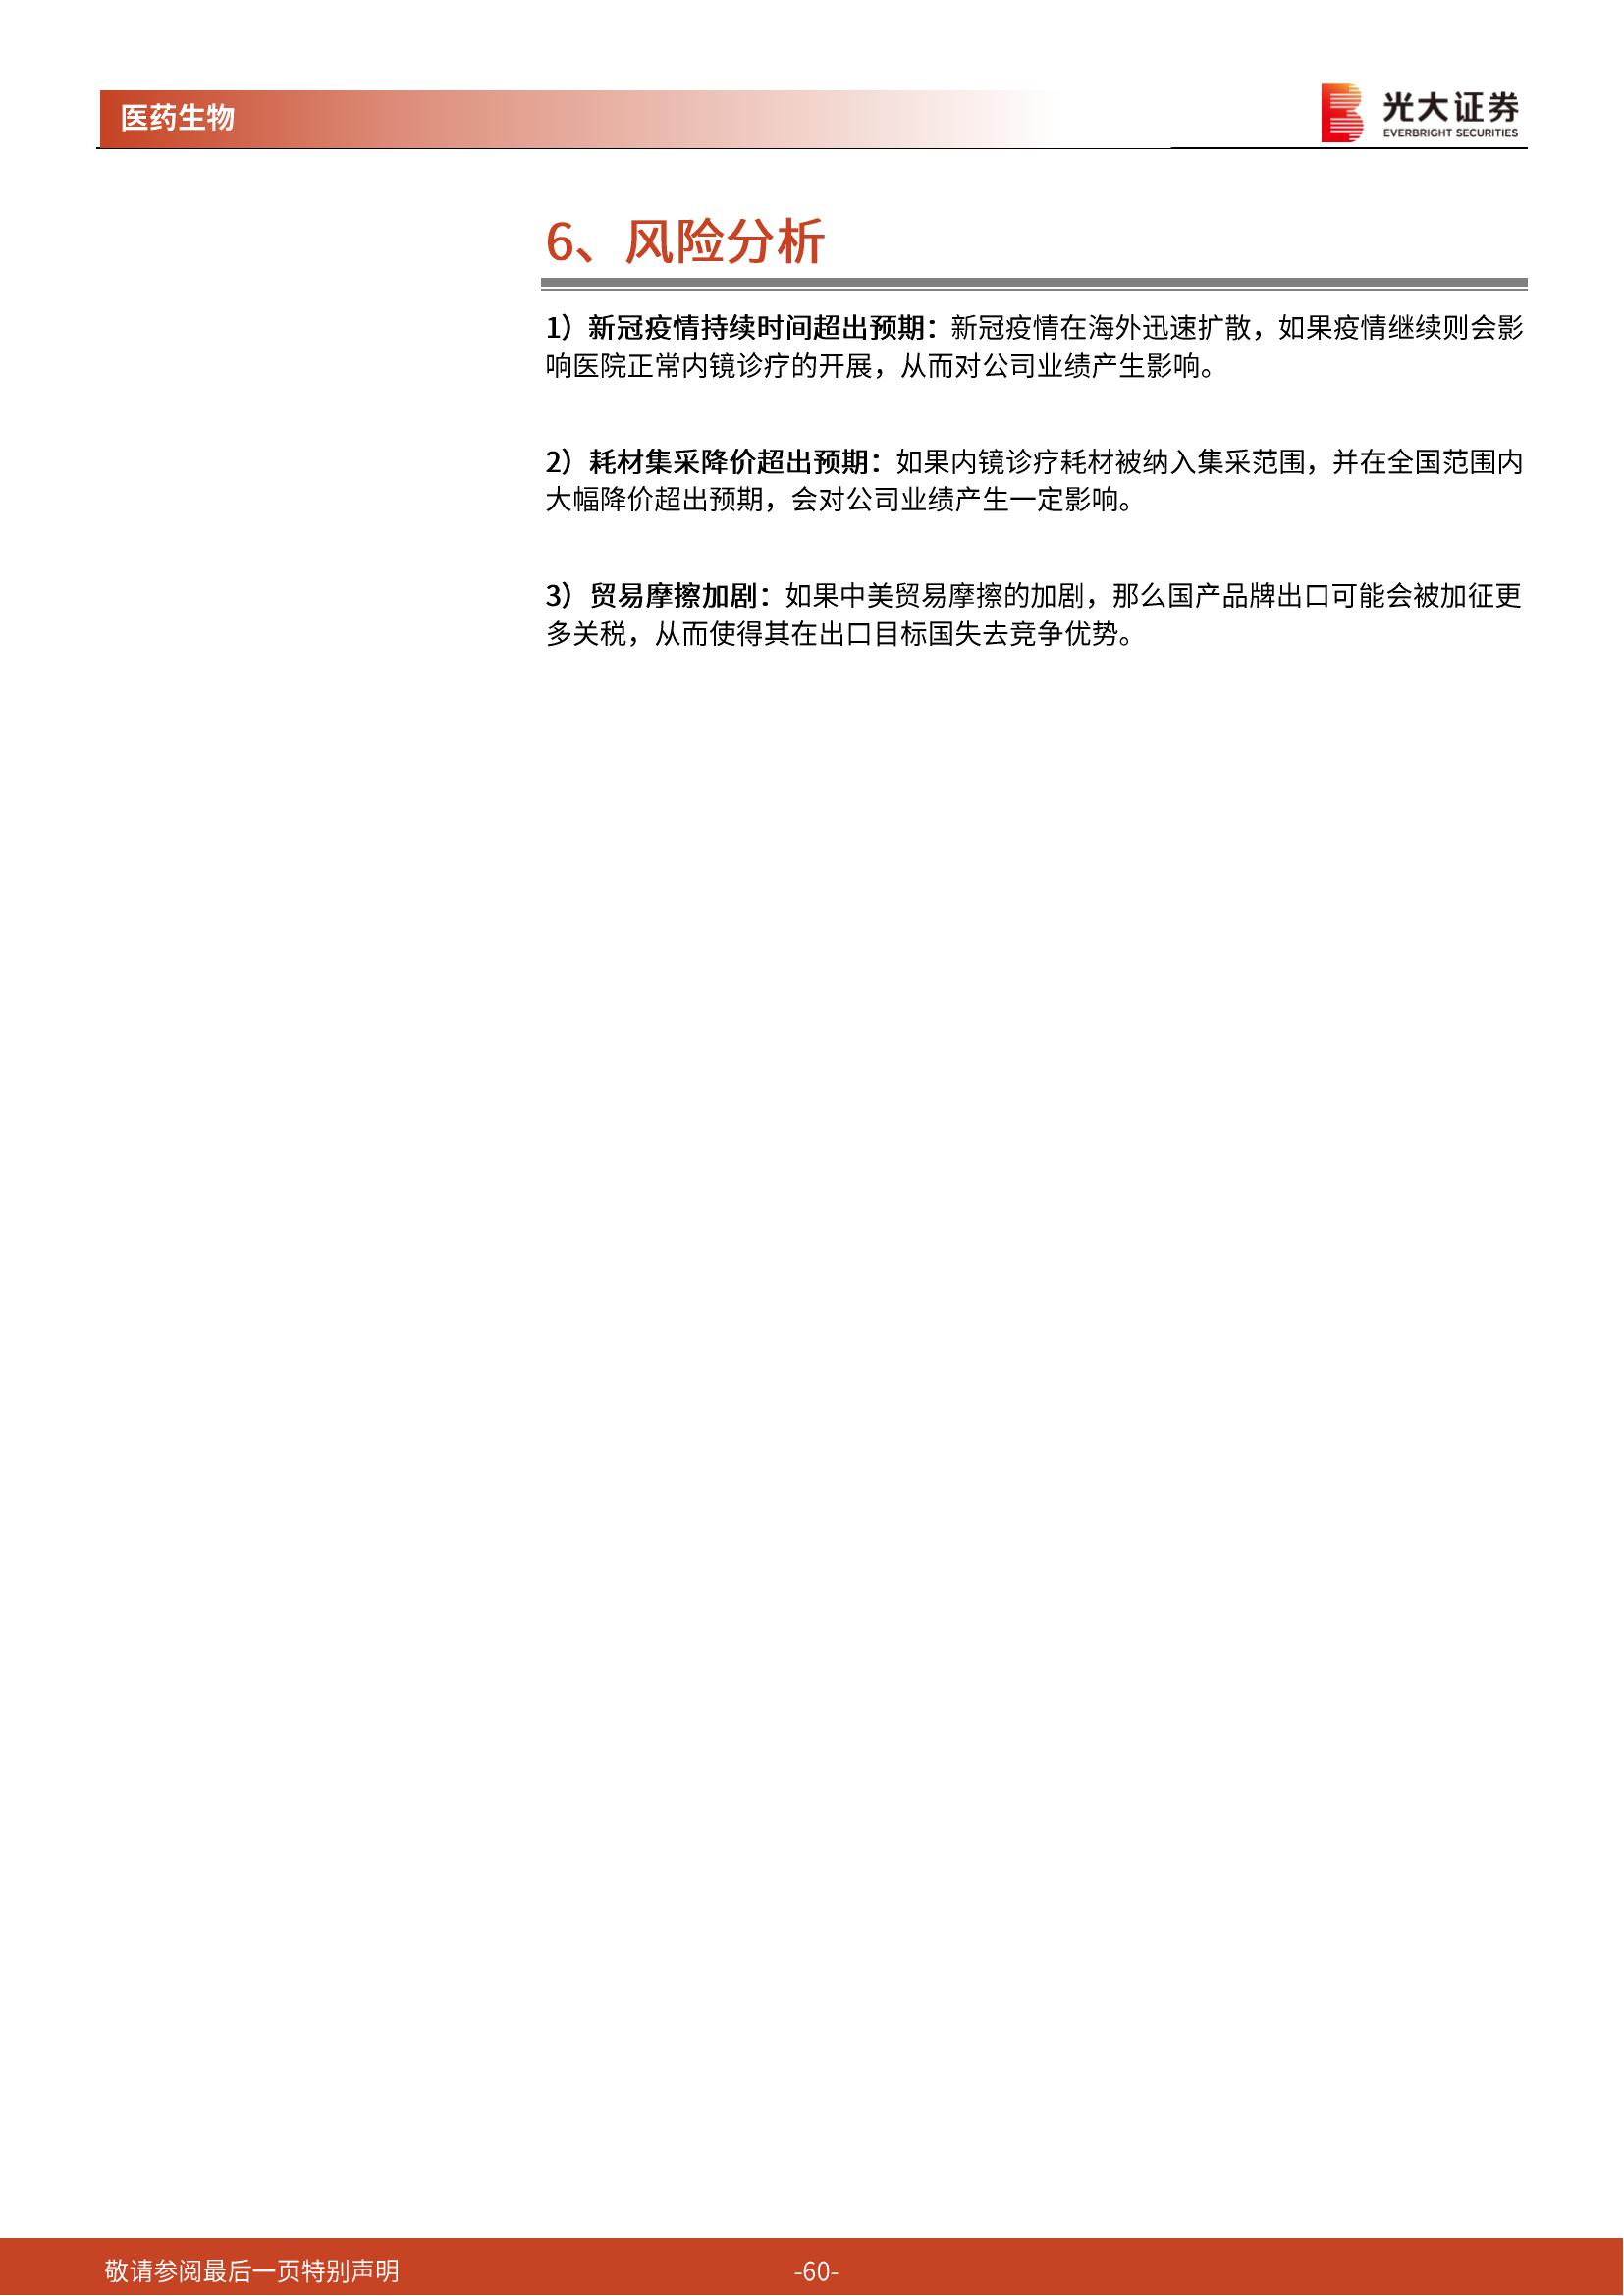 医药生物
光大证券
EVERBRIGHT SECURITIES
6、风险分析
1）新冠疫情持续时间超出预期：新冠疫情在海外迅速扩散，如果疫情继续则会影
响医院正常内镜诊疗的开展，从而对公司业绩产生影响。
2）耗材集采降价超出预期：如果内镜诊疗耗材被纳入集采范围，并在全国范围内
大幅降价超出预期，会对公司业绩产生一定影响。
3）贸易摩擦加剧：如果中美贸易摩擦的加剧，那么国产品牌出口可能会被加征更
多关税，从而使得其在出口目标国失去竞争优势。
敬请参阅最后一页特别声明
-60-